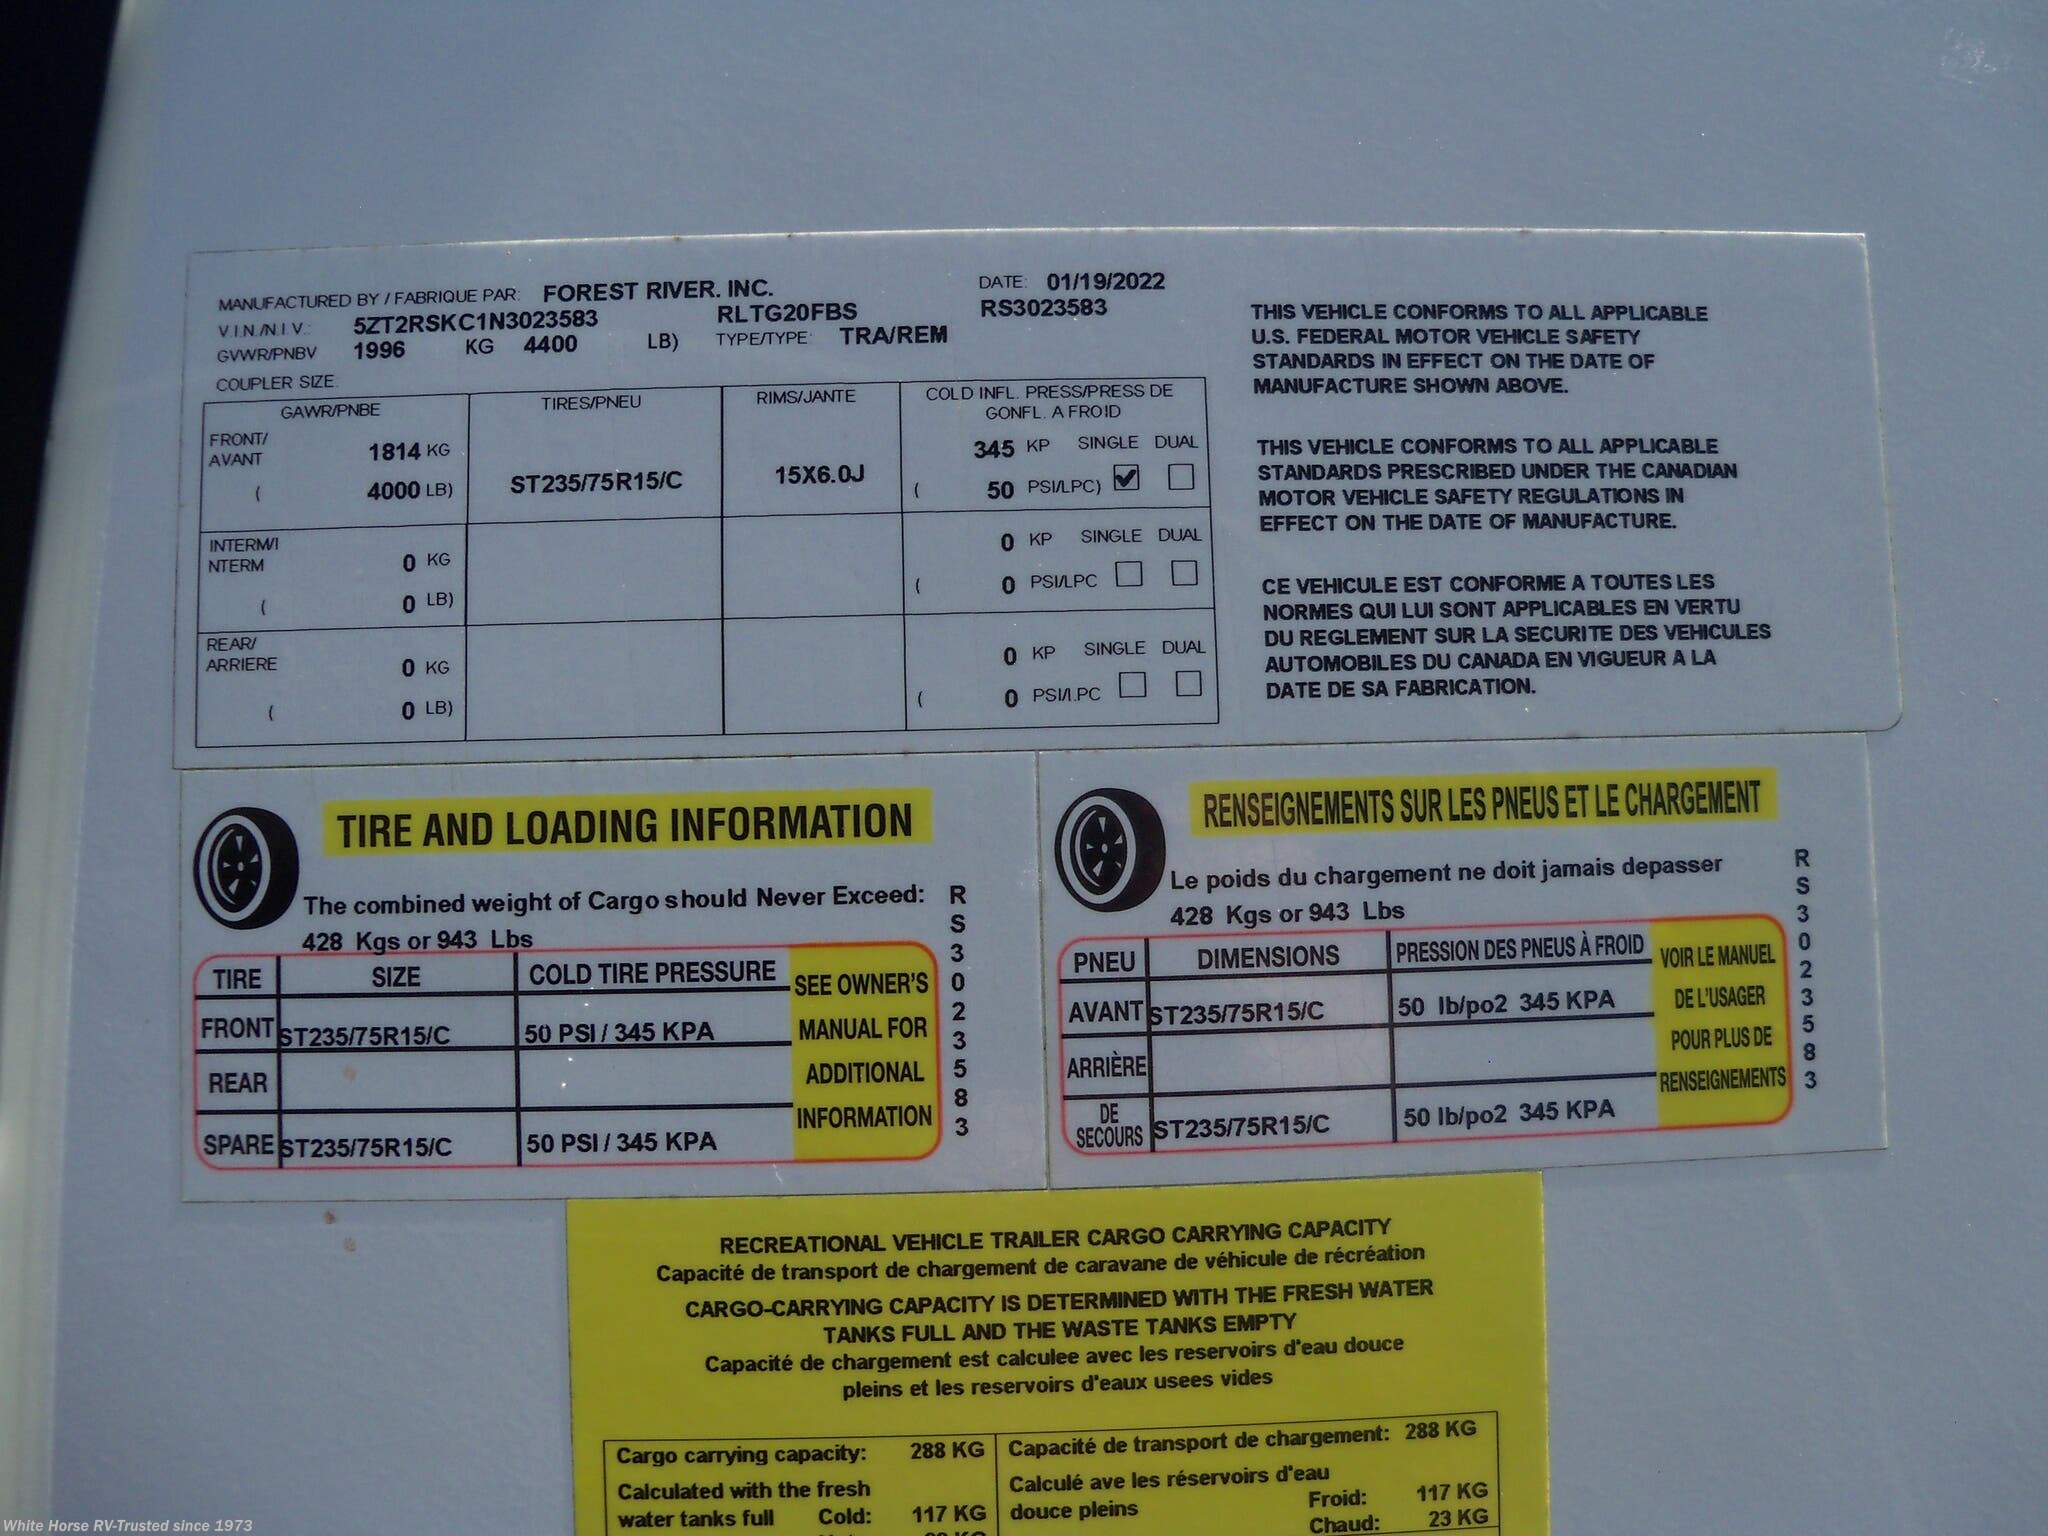 MANUFACTURED BY / FABRIQUE PAR: FOREST RIVER. INC. DATE: 01/19/2022
V.I.N./N.I.V.: 5ZT2RSKC1N3023583 RLTG20FBS RS3023583
GVWR/PNBV 1996 KG 4400 LB) TYPE/TYPE: TRA/REM
COUPLER SIZE:
GAWR/PNBE TIRES/PNEU RIMS/JANTE COLD INFL. PRESS/PRESS DE
GONFL. A FROID
FRONT/
AVANT 1814 KG 345 KP SINGLE DUAL
( 4000 LB) ST235/75R15/C 15X6.0J ( 50 PSI/LPC)
INTERM/I
NTERM 0 KG 0 KP SINGLE DUAL
( 0 LB) ( 0 PSI/LPC
REAR/
ARRIERE 0 KG 0 KP SINGLE DUAL
( 0 LB) ( 0 PSI/LPC
THIS VEHICLE CONFORMS TO ALL APPLICABLE
U.S. FEDERAL MOTOR VEHICLE SAFETY
STANDARDS IN EFFECT ON THE DATE OF
MANUFACTURE SHOWN ABOVE.
THIS VEHICLE CONFORMS TO ALL APPLICABLE
STANDARDS PRESCRIBED UNDER THE CANADIAN
MOTOR VEHICLE SAFETY REGULATIONS IN
EFFECT ON THE DATE OF MANUFACTURE.
CE VEHICULE EST CONFORME A TOUTES LES
NORMES QUI LUI SONT APPLICABLES EN VERTU
DU REGLEMENT SUR LA SECURITE DES VEHICULES
AUTOMOBILES DU CANADA EN VIGUEUR A LA
DATE DE SA FABRICATION.
TIRE AND LOADING INFORMATION
The combined weight of Cargo should Never Exceed:
428 Kgs or 943 Lbs
TIRE SIZE COLD TIRE PRESSURE
FRONT ST235/75R15/C 50 PSI / 345 KPA
REAR
SPARE ST235/75R15/C 50 PSI / 345 KPA
SEE OWNER'S
MANUAL FOR
ADDITIONAL
INFORMATION
RS3023583
RENSEIGNEMENTS SUR LES PNEUS ET LE CHARGEMENT
Le poids du chargement ne doit jamais depasser
428 Kgs or 943 Lbs
PNEU DIMENSIONS PRESSION DES PNEUS À FROID
AVANT ST235/75R15/C 50 lb/po2 345 KPA
ARRIÈRE
DE
SECOURS ST235/75R15/C 50 lb/po2 345 KPA
VOIR LE MANUEL
DE L'USAGER
POUR PLUS DE
RENSEIGNEMENTS
RS3023583
RECREATIONAL VEHICLE TRAILER CARGO CARRYING CAPACITY
Capacité de transport de chargement de caravane de véhicule de récréation
CARGO-CARRYING CAPACITY IS DETERMINED WITH THE FRESH WATER
TANKS FULL AND THE WASTE TANKS EMPTY
Capacité de chargement est calculee avec les reservoirs d'eau douce
pleins et les reservoirs d'eaux usees vides
Cargo carrying capacity: 288 KG
Calculated with the fresh
water tanks full Cold: 117 KG
Capacité de transport de chargement: 288 KG
Calculé ave les réservoirs d'eau
douce pleins Froid: 117 KG
Chaud: 23 KG
White Horse RV-Trusted since 1973